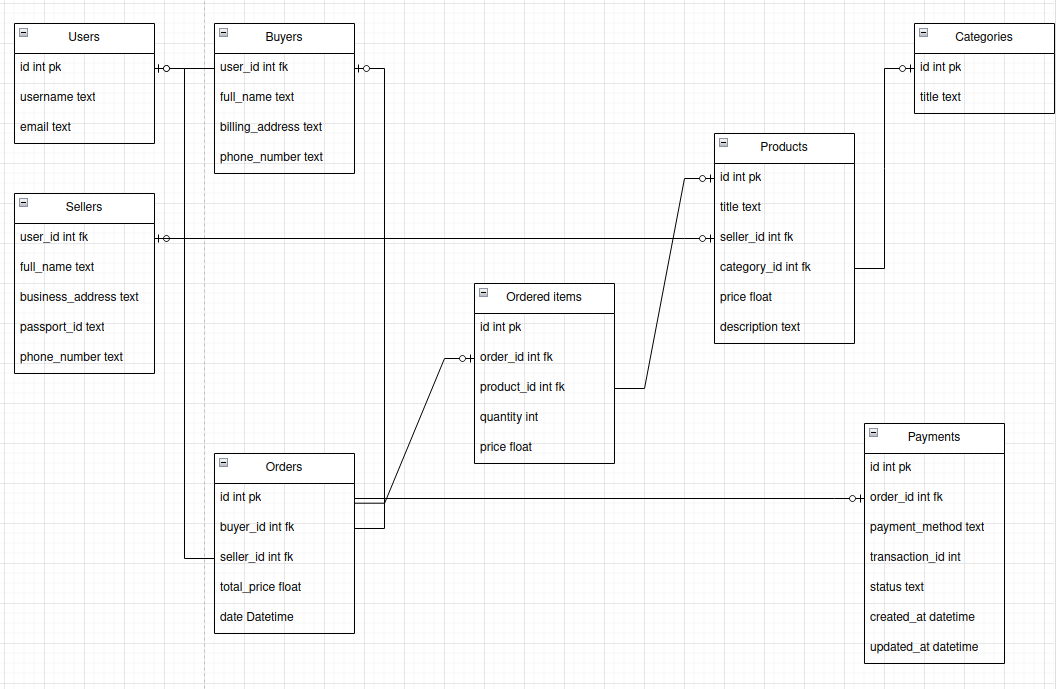 Users
id int pk
username text
email text
Buyers
user_id int fk
full_name text
billing_address text
phone_number text
Categories
id int pk
title text
Products
id int pk
title text
seller_id int fk
category_id int fk
price float
description text
Sellers
user_id int fk
full_name text
business_address text
passport_id text
phone_number text
Ordered items
id int pk
order_id int fk
product_id int fk
quantity int
price float
Orders
id int pk
buyer_id int fk
seller_id int fk
total_price float
date Datetime
Payments
id int pk
order_id int fk
payment_method text
transaction_id int
status text
created_at datetime
updated_at datetime